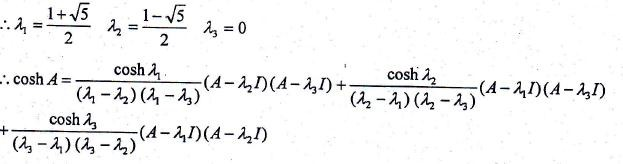 ∴ λ₁ = (1+√5)/2 λ₂ = (1−√5)/2 λ₃ = 0
∴ cosh A = cosh λ₁/((λ₁−λ₂)(λ₁−λ₃)) (A−λ₂I)(A−λ₃I) + cosh λ₂/((λ₂−λ₁)(λ₂−λ₃)) (A−λ₁I)(A−λ₃I)
+ cosh λ₃/((λ₃−λ₁)(λ₃−λ₂)) (A−λ₁I)(A−λ₂I)